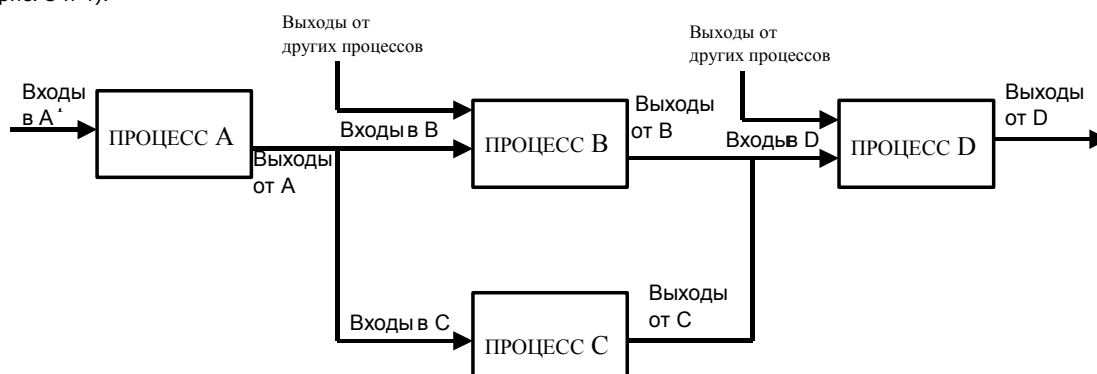 Выходы от
других процессов
Выходы от
других процессов
Входы
в А
ПРОЦЕСС A
Выходы
от А
Входы в В
ПРОЦЕСС B
Выходы
от В
Входы в D
ПРОЦЕСС D
Выходы
от D
Входы в С
ПРОЦЕСС C
Выходы
от С